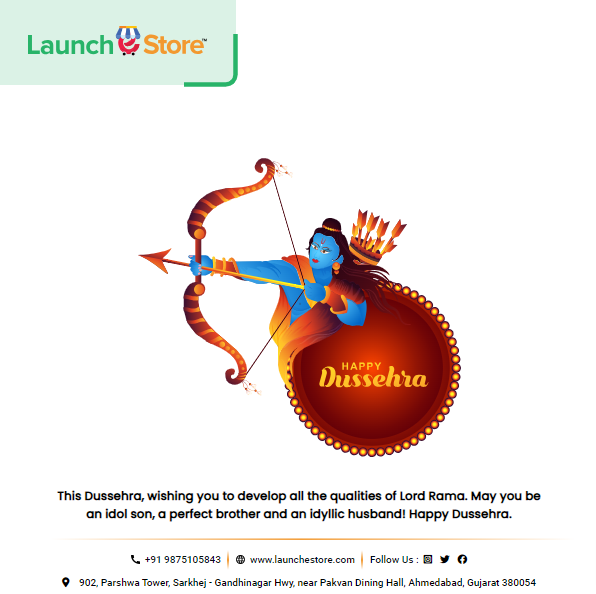 Launch e Store™
HAPPY
Dussehra
This Dussehra, wishing you to develop all the qualities of Lord Rama. May you be
an idol son, a perfect brother and an idyllic husband! Happy Dussehra.
+91 9875105843 www.launchestore.com Follow Us :
902, Parshwa Tower, Sarkhej - Gandhinagar Hwy, near Pakvan Dining Hall, Ahmedabad, Gujarat 380054